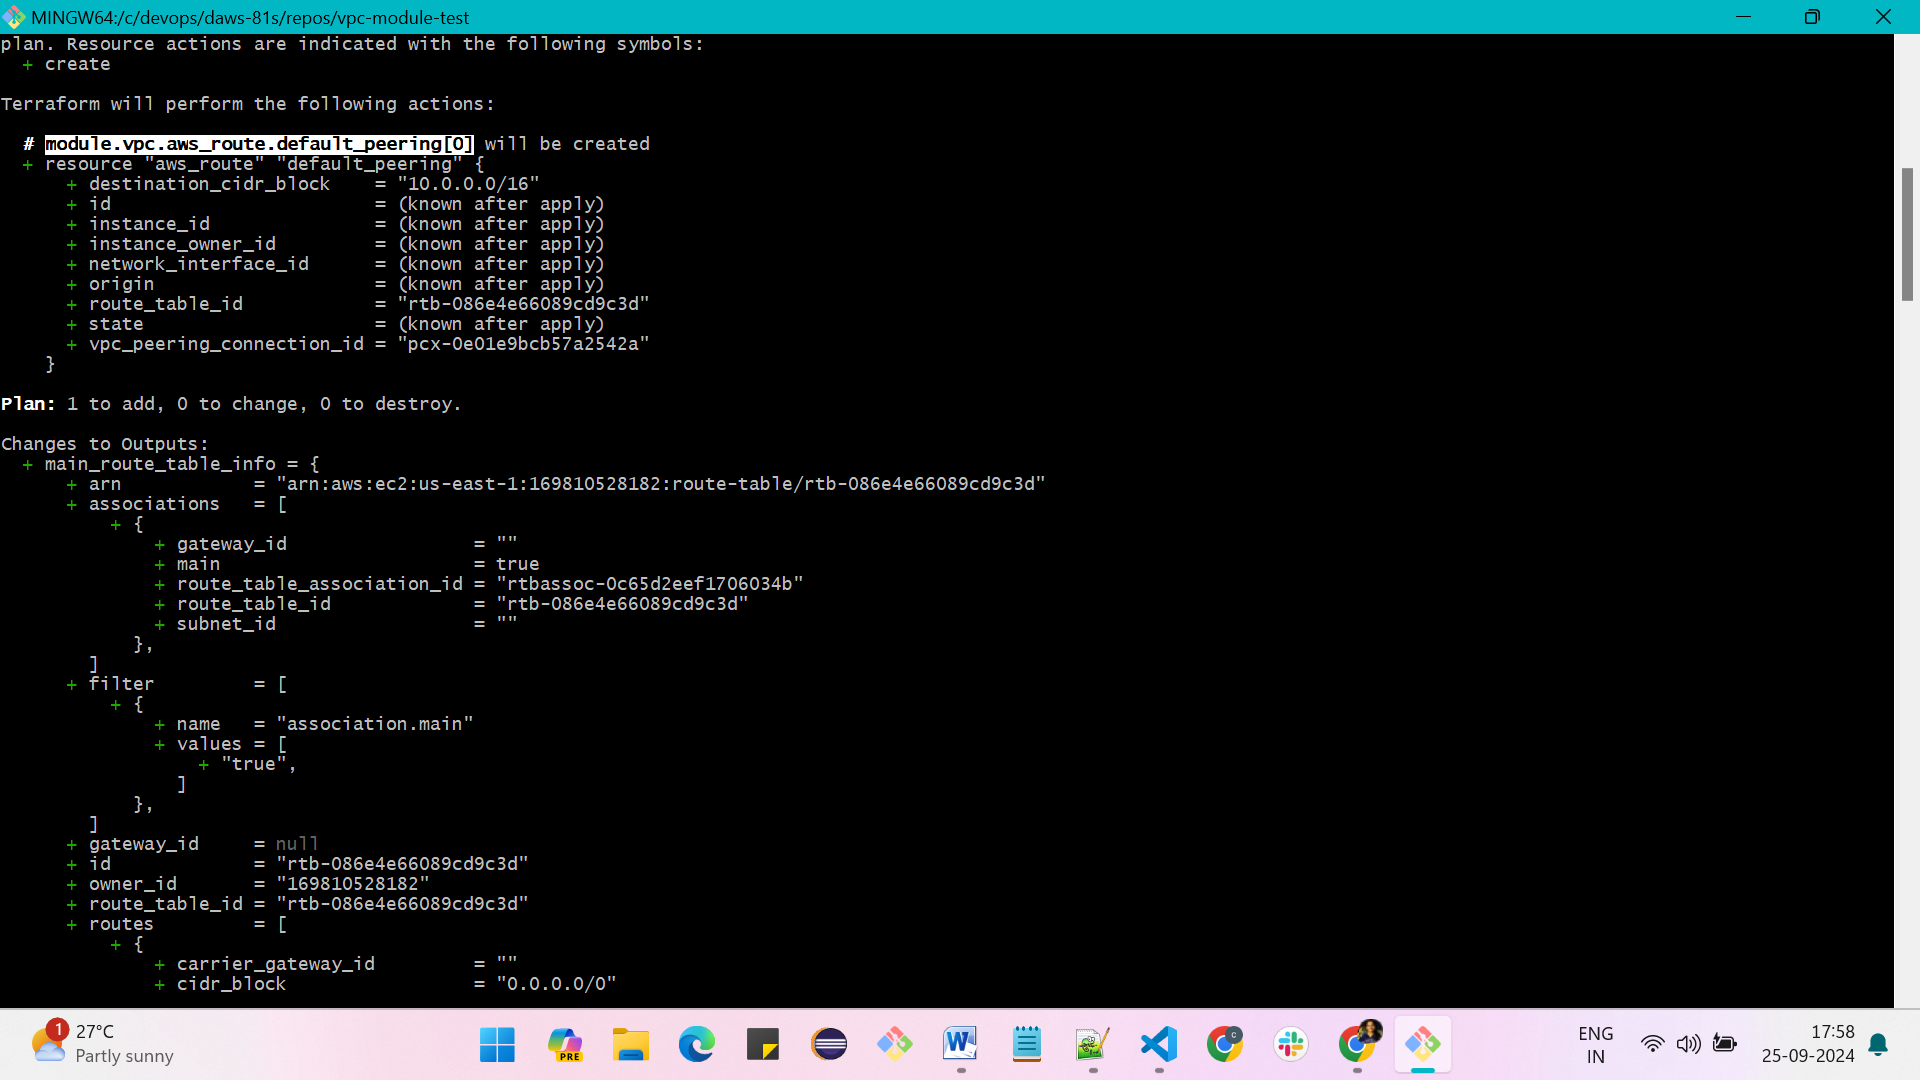 MINGW64:/c/devops/daws-81s/repos/vpc-module-test
plan. Resource actions are indicated with the following symbols:
  + create

Terraform will perform the following actions:

  # module.vpc.aws_route.default_peering[0] will be created
  + resource "aws_route" "default_peering" {
      + destination_cidr_block    = "10.0.0.0/16"
      + id                        = (known after apply)
      + instance_id               = (known after apply)
      + instance_owner_id         = (known after apply)
      + network_interface_id      = (known after apply)
      + origin                    = (known after apply)
      + route_table_id            = "rtb-086e4e66089cd9c3d"
      + state                     = (known after apply)
      + vpc_peering_connection_id = "pcx-0e01e9bcb57a2542a"
    }

Plan: 1 to add, 0 to change, 0 to destroy.

Changes to Outputs:
  + main_route_table_info = {
      + arn            = "arn:aws:ec2:us-east-1:169810528182:route-table/rtb-086e4e66089cd9c3d"
      + associations   = [
          + {
              + gateway_id                 = ""
              + main                       = true
              + route_table_association_id = "rtbassoc-0c65d2eef1706034b"
              + route_table_id             = "rtb-086e4e66089cd9c3d"
              + subnet_id                  = ""
            },
        ]
      + filter         = [
          + {
              + name   = "association.main"
              + values = [
                  + "true",
                ]
            },
        ]
      + gateway_id     = null
      + id             = "rtb-086e4e66089cd9c3d"
      + owner_id       = "169810528182"
      + route_table_id = "rtb-086e4e66089cd9c3d"
      + routes         = [
          + {
              + carrier_gateway_id         = ""
              + cidr_block                 = "0.0.0.0/0"
1
27°C
Partly sunny
PRE
W
C
ENG
IN
17:58
25-09-2024